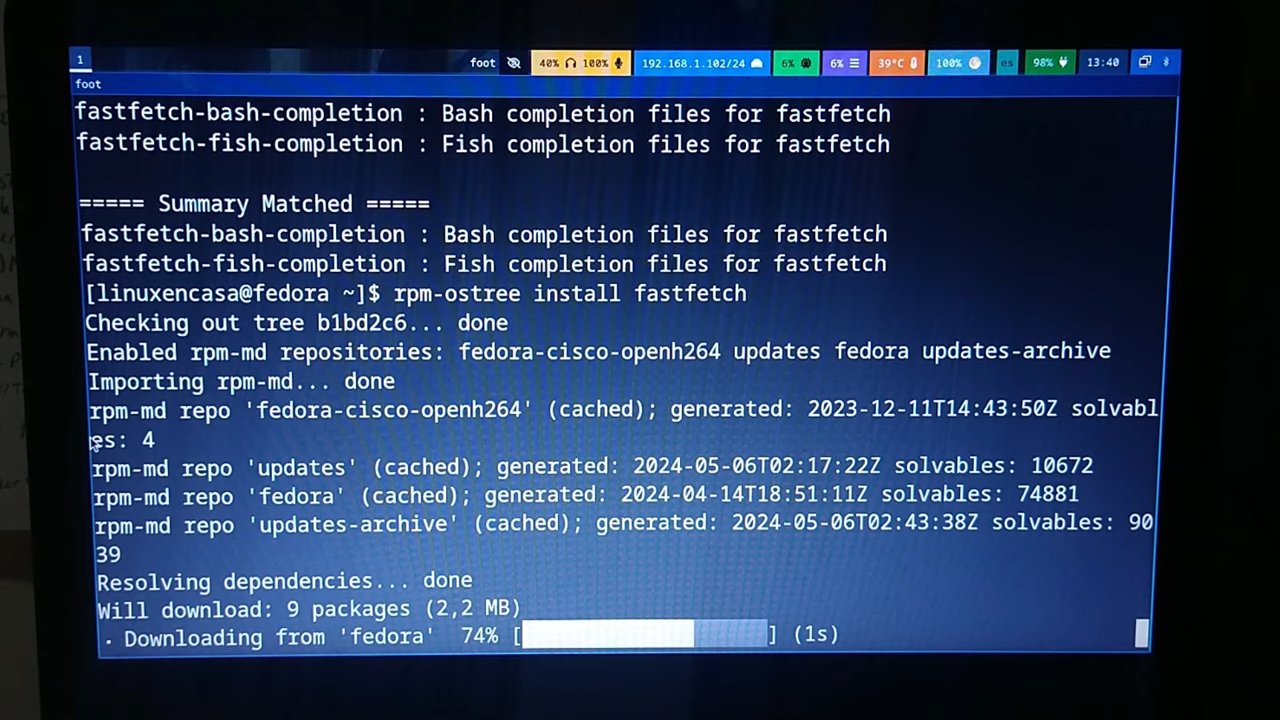 1 foot 40% 100% 192.168.1.102/24 6% 6% 39°C 100% es 98% 13:40
foot
fastfetch-bash-completion : Bash completion files for fastfetch
fastfetch-fish-completion : Fish completion files for fastfetch
===== Summary Matched =====
fastfetch-bash-completion : Bash completion files for fastfetch
fastfetch-fish-completion : Fish completion files for fastfetch
[linuxencasa@fedora ~]$ rpm-ostree install fastfetch
Checking out tree b1bd2c6... done
Enabled rpm-md repositories: fedora-cisco-openh264 updates fedora updates-archive
Importing rpm-md... done
rpm-md repo 'fedora-cisco-openh264' (cached); generated: 2023-12-11T14:43:50Z solvabl
es: 4
rpm-md repo 'updates' (cached); generated: 2024-05-06T02:17:22Z solvables: 10672
rpm-md repo 'fedora' (cached); generated: 2024-04-14T18:51:11Z solvables: 74881
rpm-md repo 'updates-archive' (cached); generated: 2024-05-06T02:43:38Z solvables: 90
39
Resolving dependencies... done
Will download: 9 packages (2,2 MB)
· Downloading from 'fedora' 74% [ ] (1s)